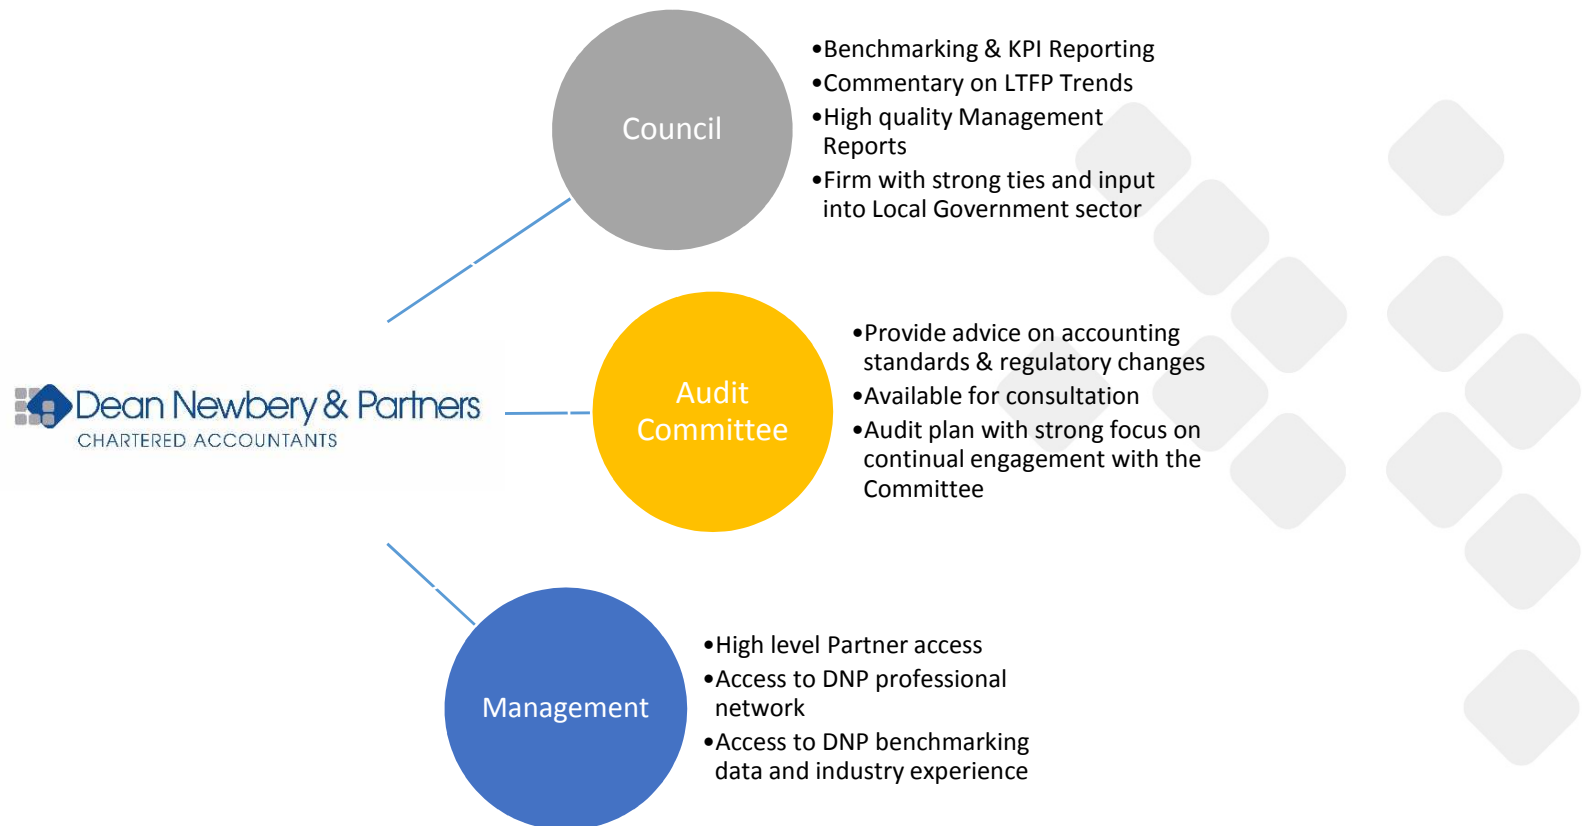 Council
•Benchmarking & KPI Reporting
•Commentary on LTFP Trends
•High quality Management
Reports
•Firm with strong ties and input
into Local Government sector
Dean Newbery & Partners
CHARTERED ACCOUNTANTS
Audit
Committee
•Provide advice on accounting
standards & regulatory changes
•Available for consultation
•Audit plan with strong focus on
continual engagement with the
Committee
Management
•High level Partner access
•Access to DNP professional
network
•Access to DNP benchmarking
data and industry experience